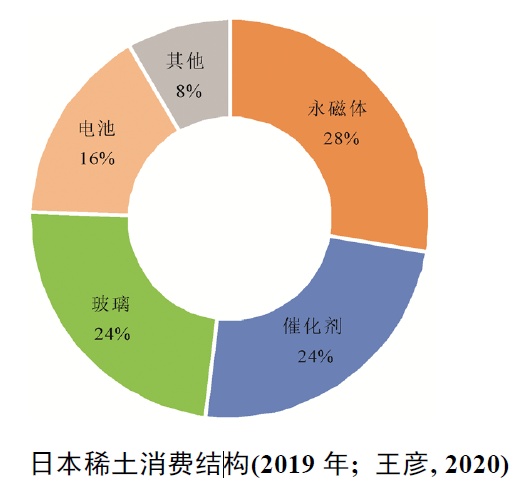 其他
8%
永磁体
28%
电池
16%
玻璃
24%
催化剂
24%
日本稀土消费结构(2019 年；王彦, 2020)